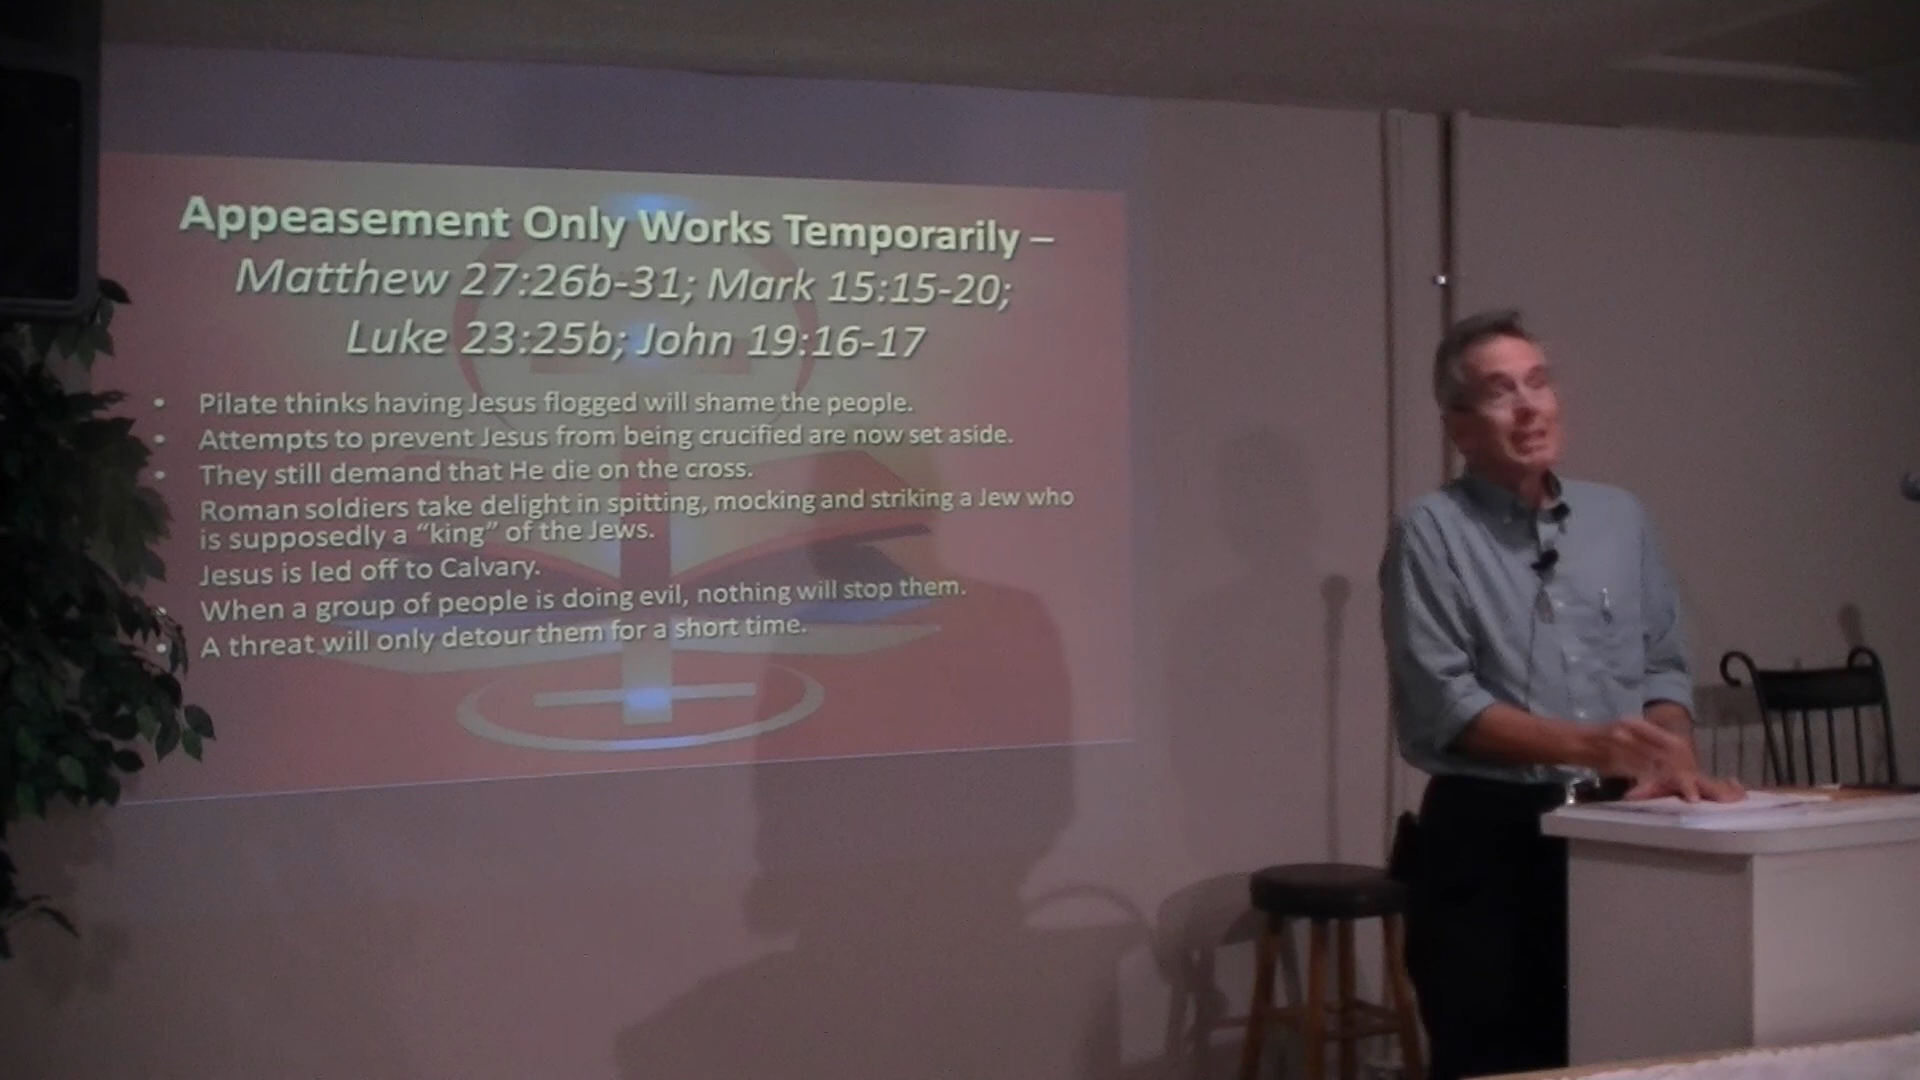 Appeasement Only Works Temporarily –
Matthew 27:26b-31; Mark 15:15-20;
Luke 23:25b; John 19:16-17
• Pilate thinks having Jesus flogged will shame the people.
• Attempts to prevent Jesus from being crucified are now set aside.
• They still demand that He die on the cross.
Roman soldiers take delight in spitting, mocking and striking a Jew who
is supposedly a “king” of the Jews.
Jesus is led off to Calvary.
• When a group of people is doing evil, nothing will stop them.
• A threat will only detour them for a short time.